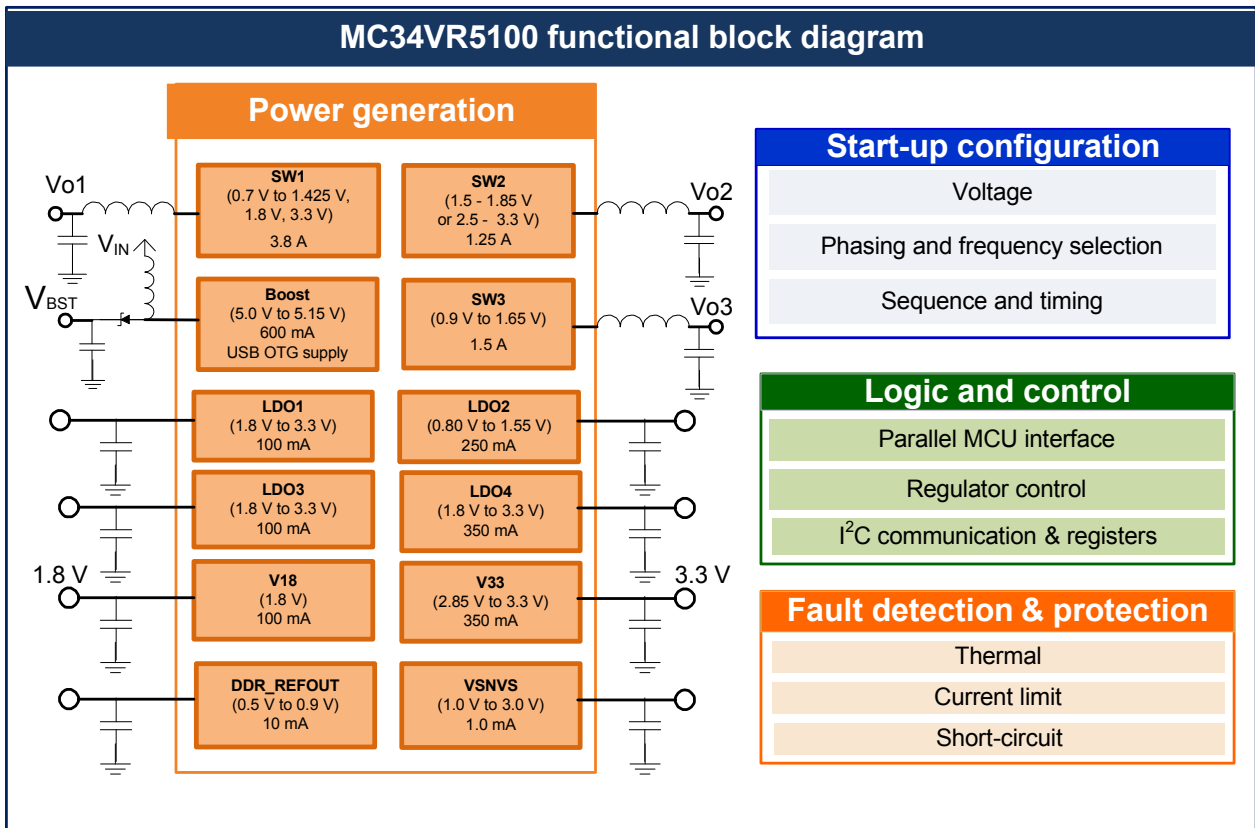 MC34VR5100 functional block diagram
Power generation
Vo1
SW1
(0.7 V to 1.425 V,
1.8 V, 3.3 V)
3.8 A
SW2
(1.5 - 1.85 V
or 2.5 - 3.3 V)
1.25 A
Vo2
VIN
VBST
Boost
(5.0 V to 5.15 V)
600 mA
USB OTG supply
SW3
(0.9 V to 1.65 V)
1.5 A
Vo3
LDO1
(1.8 V to 3.3 V)
100 mA
LDO2
(0.80 V to 1.55 V)
250 mA
LDO3
(1.8 V to 3.3 V)
100 mA
LDO4
(1.8 V to 3.3 V)
350 mA
1.8 V
V18
(1.8 V)
100 mA
V33
(2.85 V to 3.3 V)
350 mA
3.3 V
DDR_REFOUT
(0.5 V to 0.9 V)
10 mA
VSNVS
(1.0 V to 3.0 V)
1.0 mA
Start-up configuration
Voltage
Phasing and frequency selection
Sequence and timing
Logic and control
Parallel MCU interface
Regulator control
I²C communication & registers
Fault detection & protection
Thermal
Current limit
Short-circuit